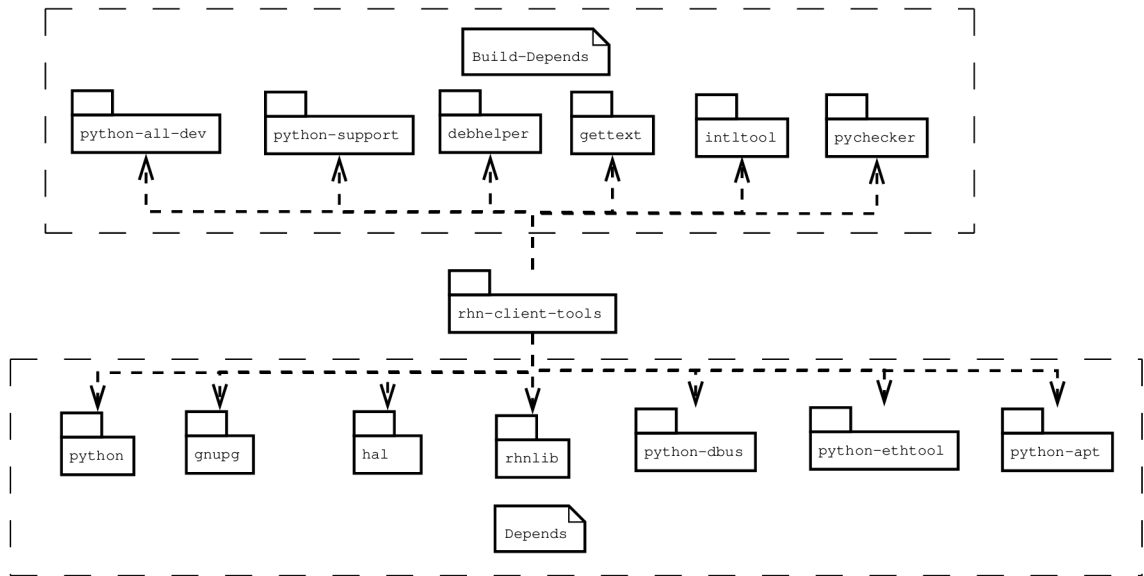 Build-Depends
python-all-dev
python-support
debhelper
gettext
intltool
pychecker
rhn-client-tools
python
gnupg
hal
rhnlib
python-dbus
python-ethtool
python-apt
Depends